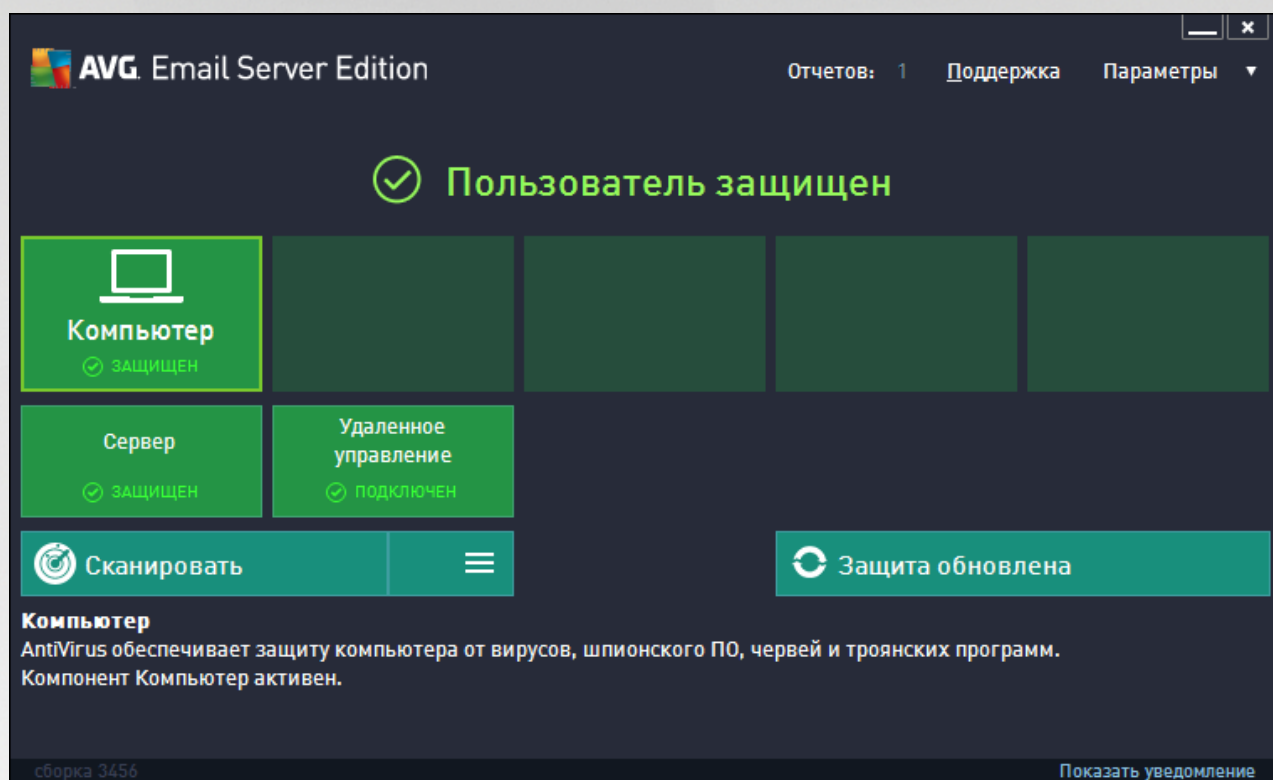 AVG. Email Server Edition
Отчетов: 1 Поддержка Параметры
Пользователь защищен
Компьютер
ЗАЩИЩЕН
Сервер
ЗАЩИЩЕН
Удаленное
управление
ПОДКЛЮЧЕН
Сканировать
Защита обновлена
Компьютер
AntiVirus обеспечивает защиту компьютера от вирусов, шпионского ПО, червей и троянских программ.
Компонент Компьютер активен.
сборка 3456
Показать уведомление